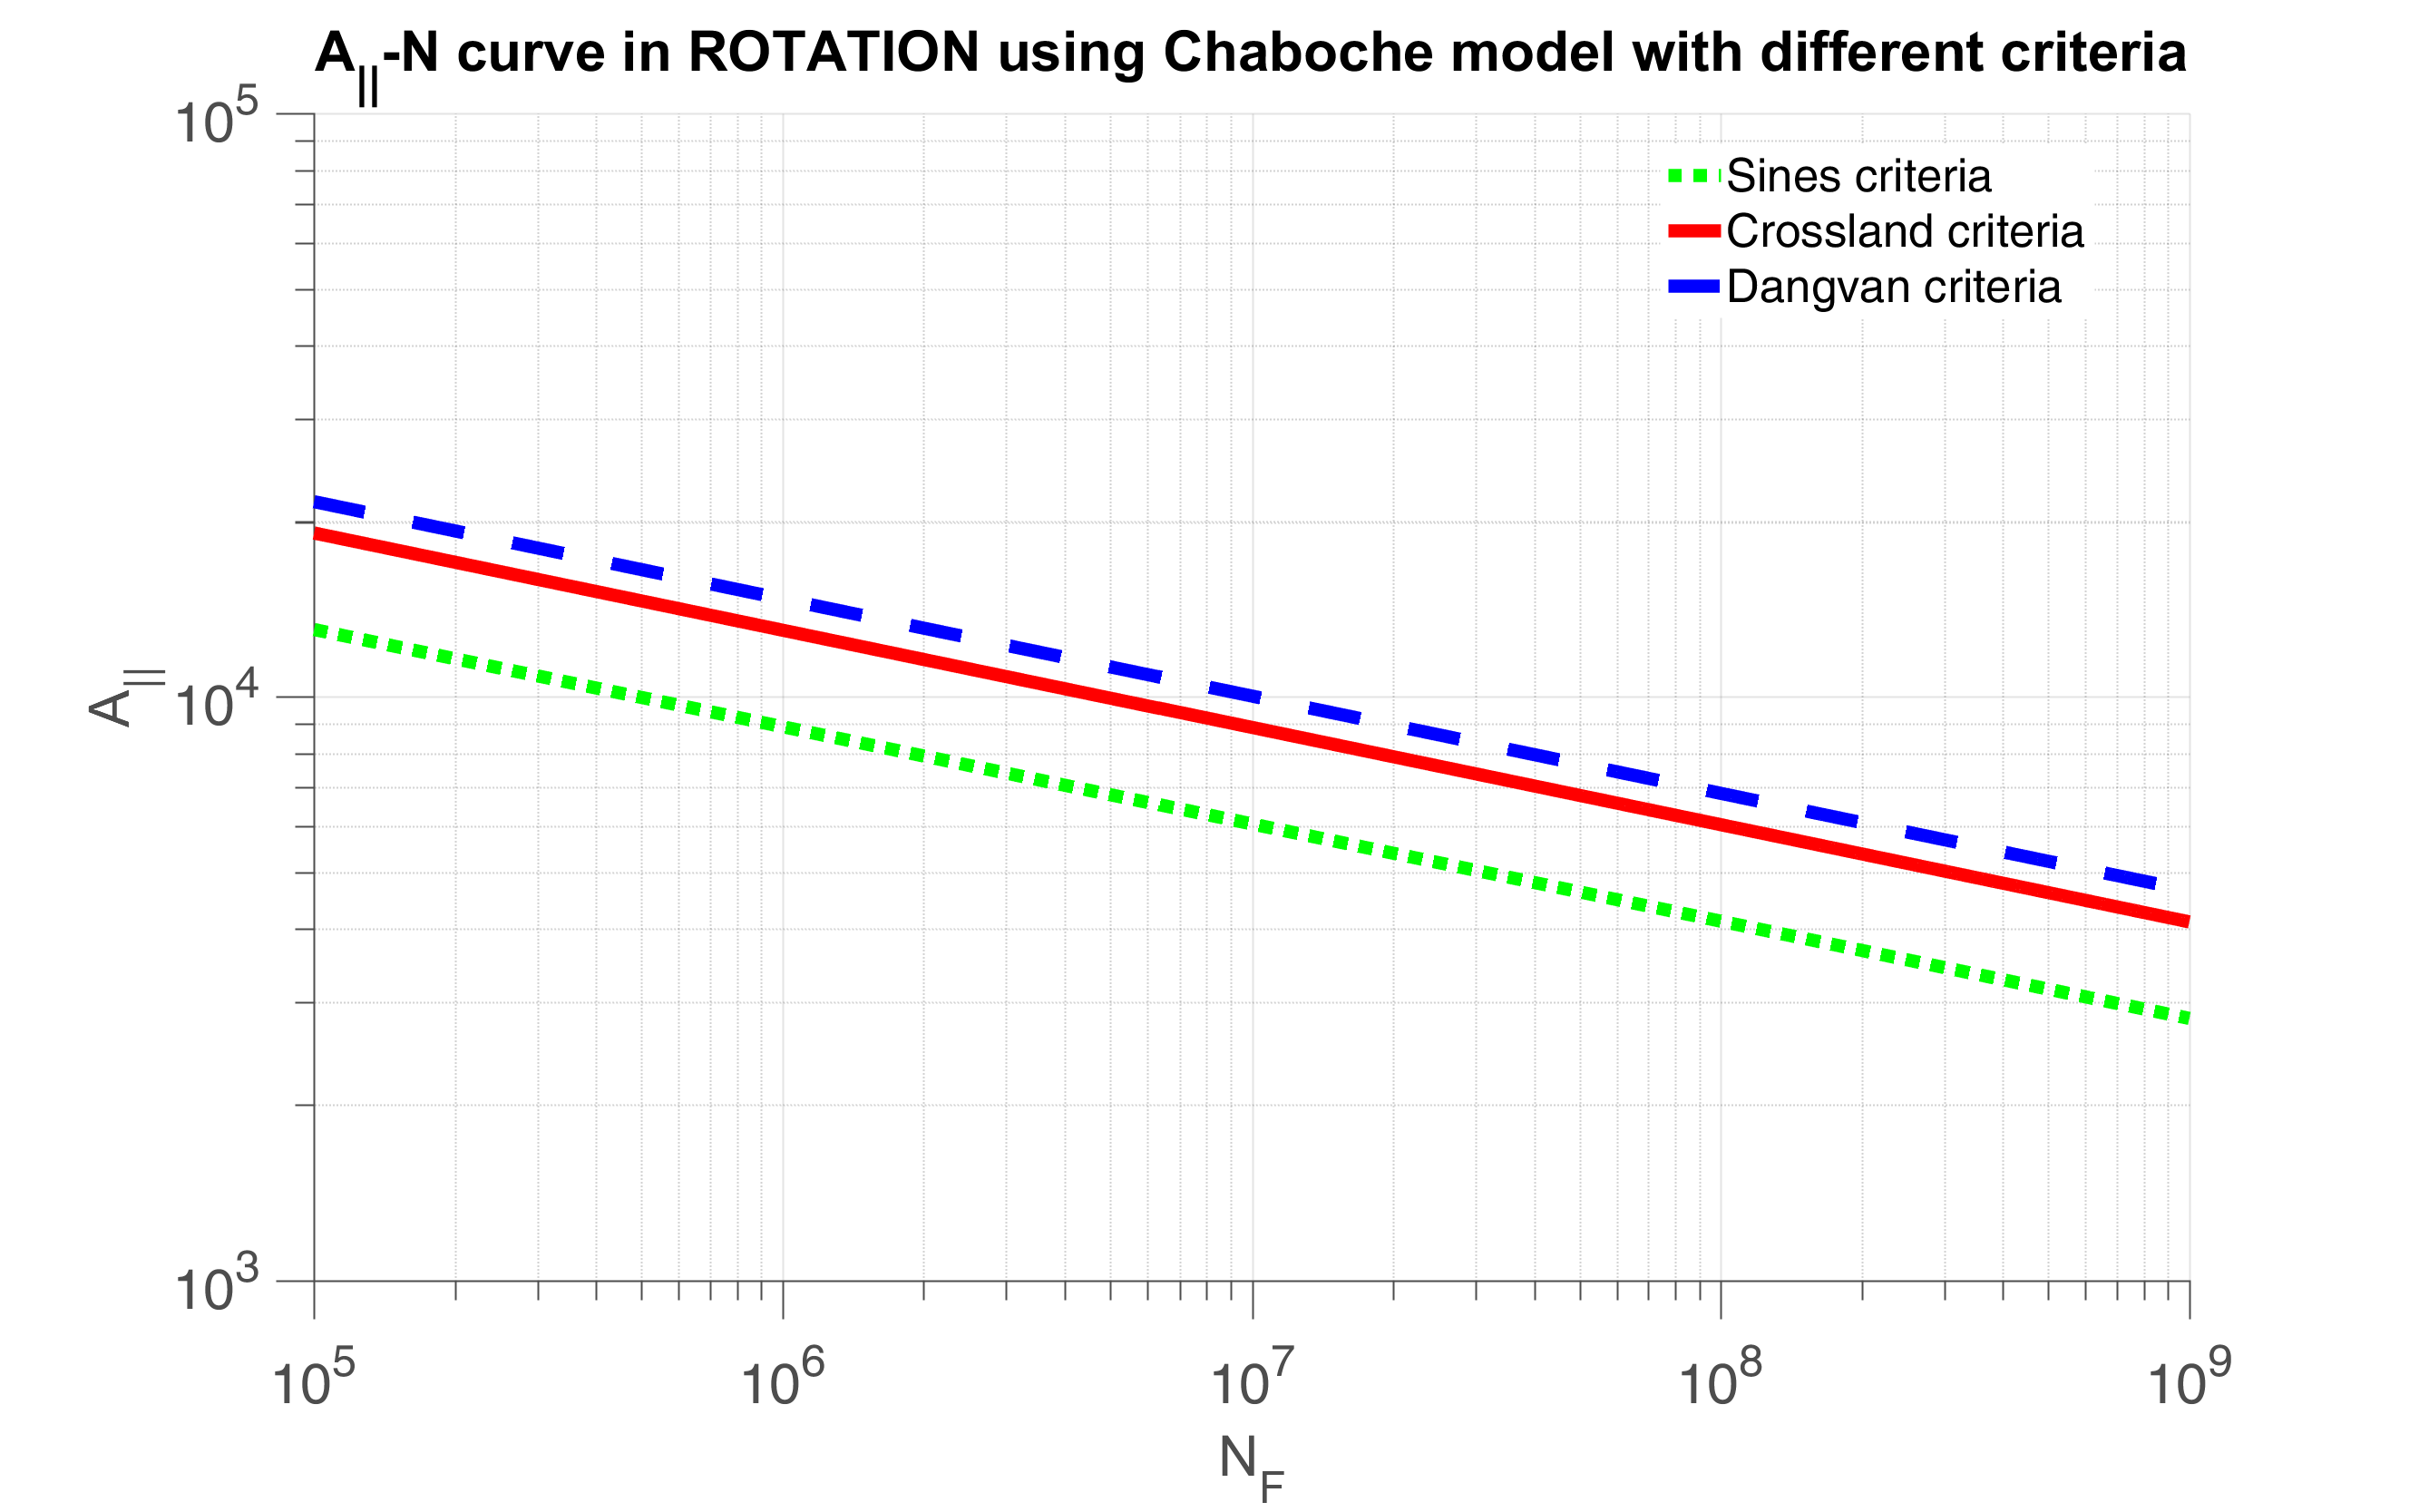 A||-N curve in ROTATION using Chaboche model with different criteria
10^5
Sines criteria
Crossland criteria
Dangvan criteria
A||
10^4
10^3
10^5 10^6 10^7 10^8 10^9
N_F